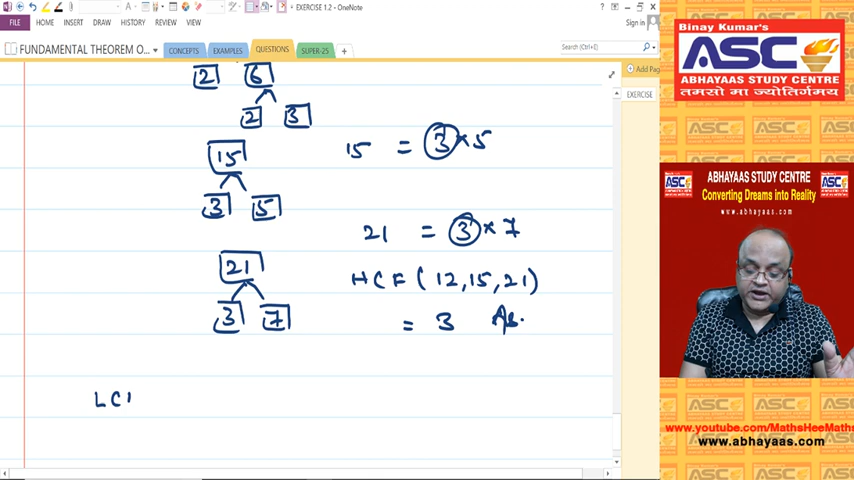 EXERCISE 1.2 - OneNote
Sign in
FILE HOME INSERT DRAW HISTORY REVIEW VIEW
FUNDAMENTAL THEOREM O... CONCEPTS EXAMPLES QUESTIONS SUPER-25 +
Search (Ctrl+E)
Add Pag
EXERCISE
2 6
2 3
15
3 5
15 = 3 × 5
21 = 3 × 7
21
3 7
HCF (12,15,21)
= 3 Ans.
LC
Binay Kumar's
ASC
ABHAYAAS STUDY CENTRE
तमसो मा ज्योतिर्गमय
ABHAYAAS STUDY CENTRE
Converting Dreams into Reality
www.abhayaas.com
ASC
www.youtube.com/MathsHeeMaths
www.abhayaas.com